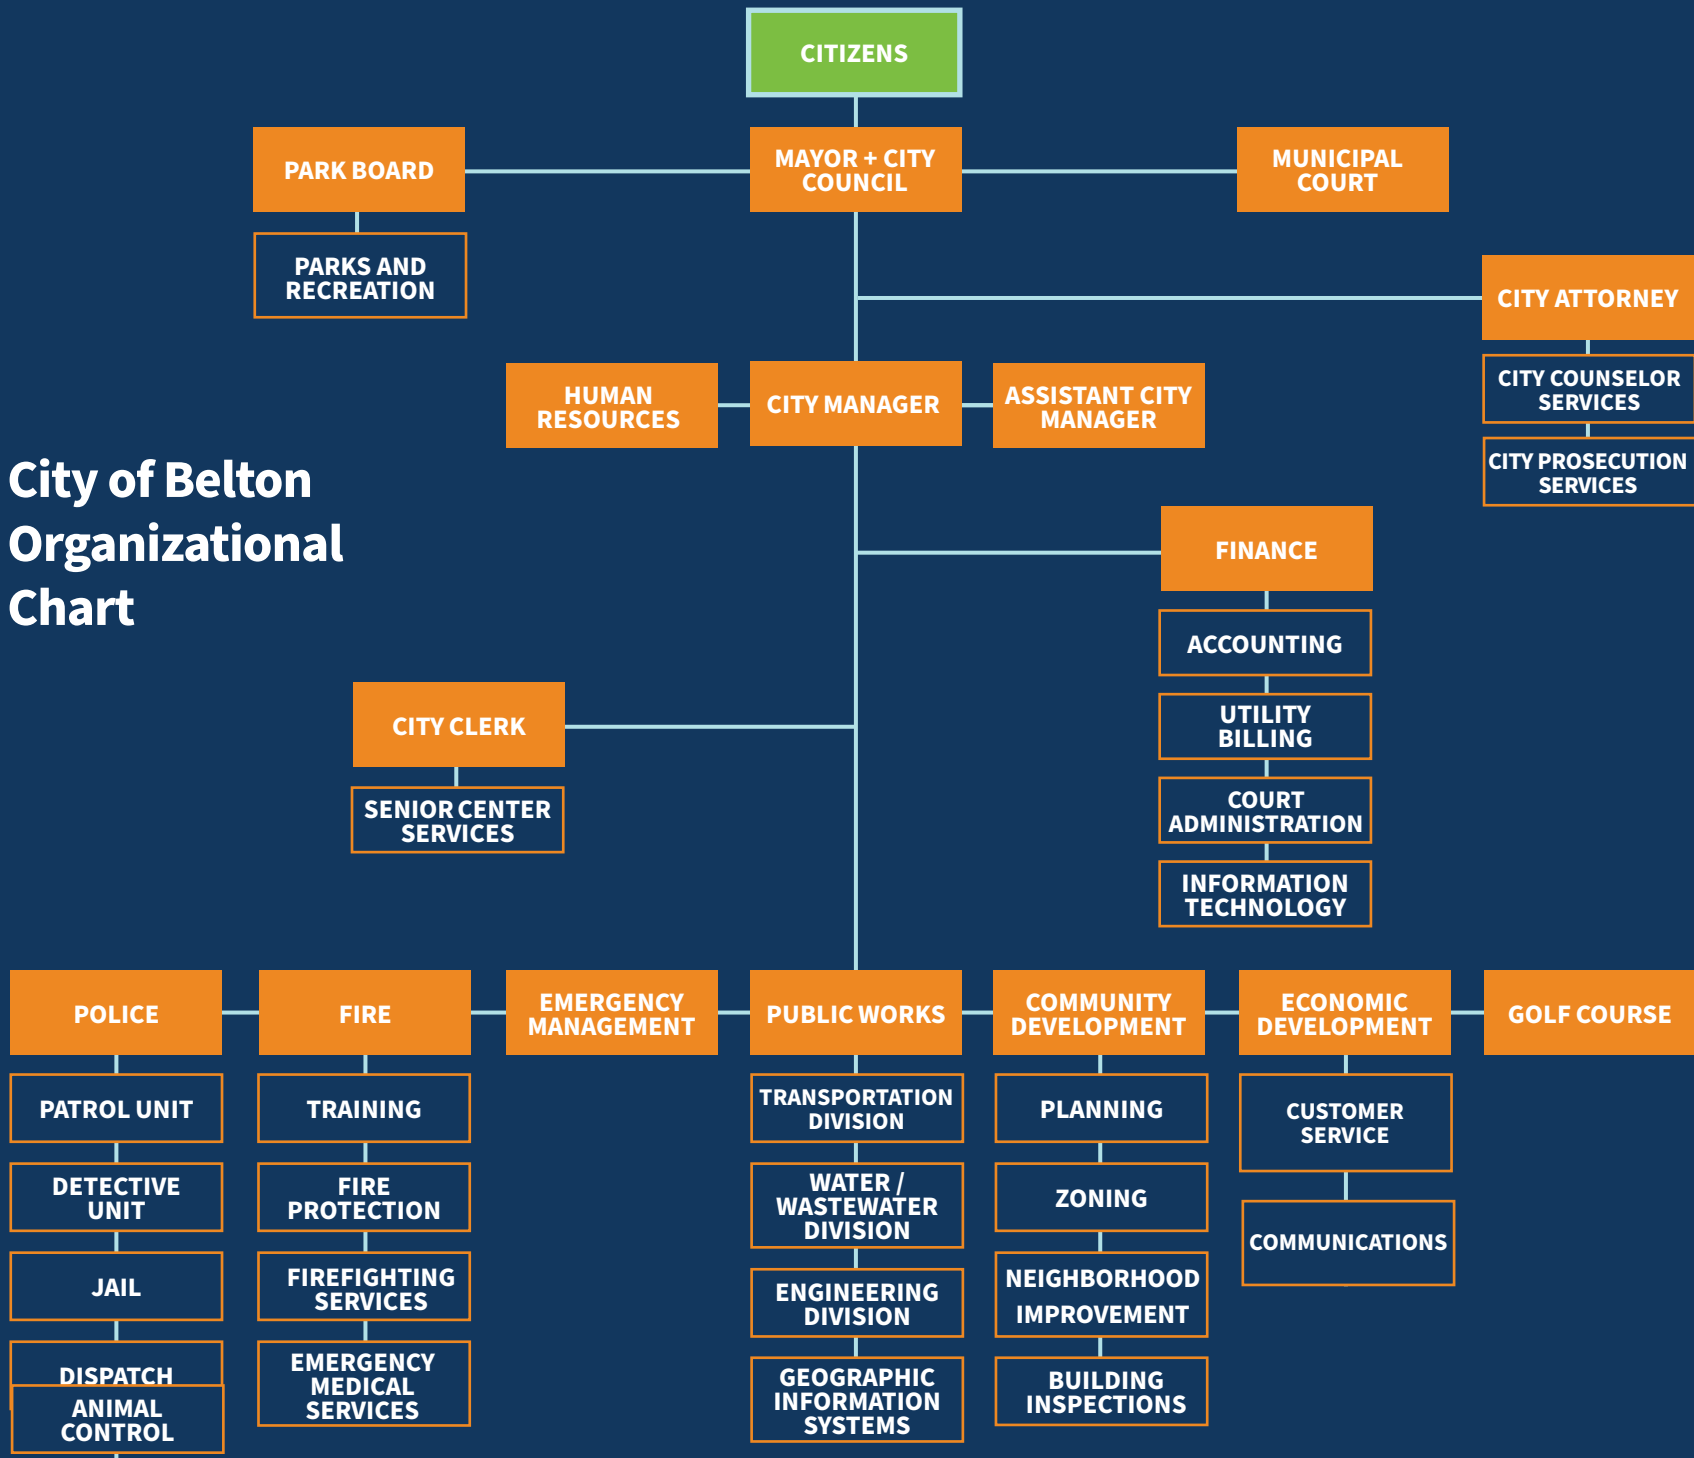 CITIZENS
PARK BOARD
MAYOR + CITY
COUNCIL
MUNICIPAL
COURT
PARKS AND
RECREATION
CITY ATTORNEY
CITY COUNSELOR
SERVICES
CITY PROSECUTION
SERVICES
HUMAN
RESOURCES
CITY MANAGER
ASSISTANT CITY
MANAGER
City of Belton
Organizational
Chart
FINANCE
ACCOUNTING
UTILITY
BILLING
COURT
ADMINISTRATION
INFORMATION
TECHNOLOGY
CITY CLERK
SENIOR CENTER
SERVICES
POLICE
PATROL UNIT
DETECTIVE
UNIT
JAIL
DISPATCH
ANIMAL
CONTROL
FIRE
TRAINING
FIRE
PROTECTION
FIREFIGHTING
SERVICES
EMERGENCY
MEDICAL
SERVICES
EMERGENCY
MANAGEMENT
PUBLIC WORKS
TRANSPORTATION
DIVISION
WATER /
WASTEWATER
DIVISION
ENGINEERING
DIVISION
GEOGRAPHIC
INFORMATION
SYSTEMS
COMMUNITY
DEVELOPMENT
PLANNING
ZONING
NEIGHBORHOOD
IMPROVEMENT
BUILDING
INSPECTIONS
ECONOMIC
DEVELOPMENT
CUSTOMER
SERVICE
COMMUNICATIONS
GOLF COURSE